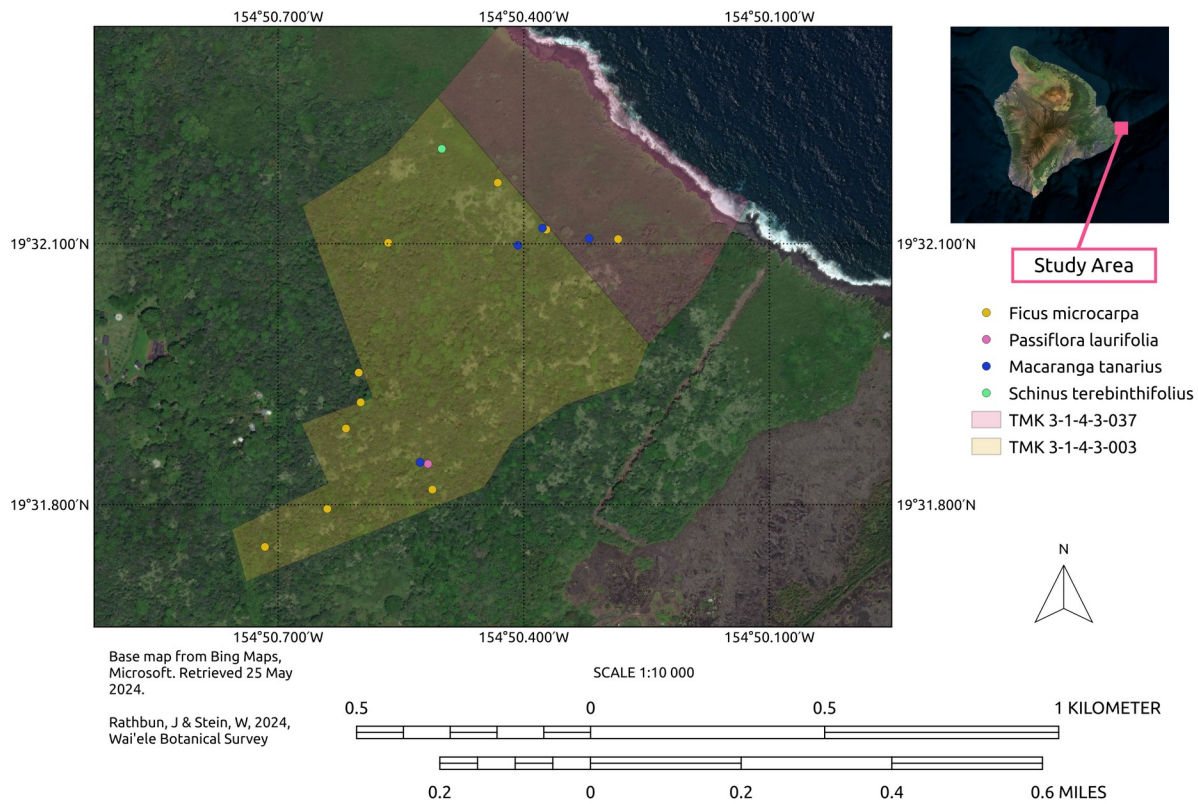 154°50.700′W 154°50.400′W 154°50.100′W
19°32.100′N 19°32.100′N
Study Area
Ficus microcarpa
Passiflora laurifolia
Macaranga tanarius
Schinus terebinthifolius
TMK 3-1-4-3-037
TMK 3-1-4-3-003
19°31.800′N 19°31.800′N
N
154°50.700′W 154°50.400′W 154°50.100′W
Base map from Bing Maps,
Microsoft. Retrieved 25 May
2024.
Rathbun, J & Stein, W, 2024,
Wai'ele Botanical Survey
SCALE 1:10 000
0.5 0 0.5 1 KILOMETER
0.2 0 0.2 0.4 0.6 MILES